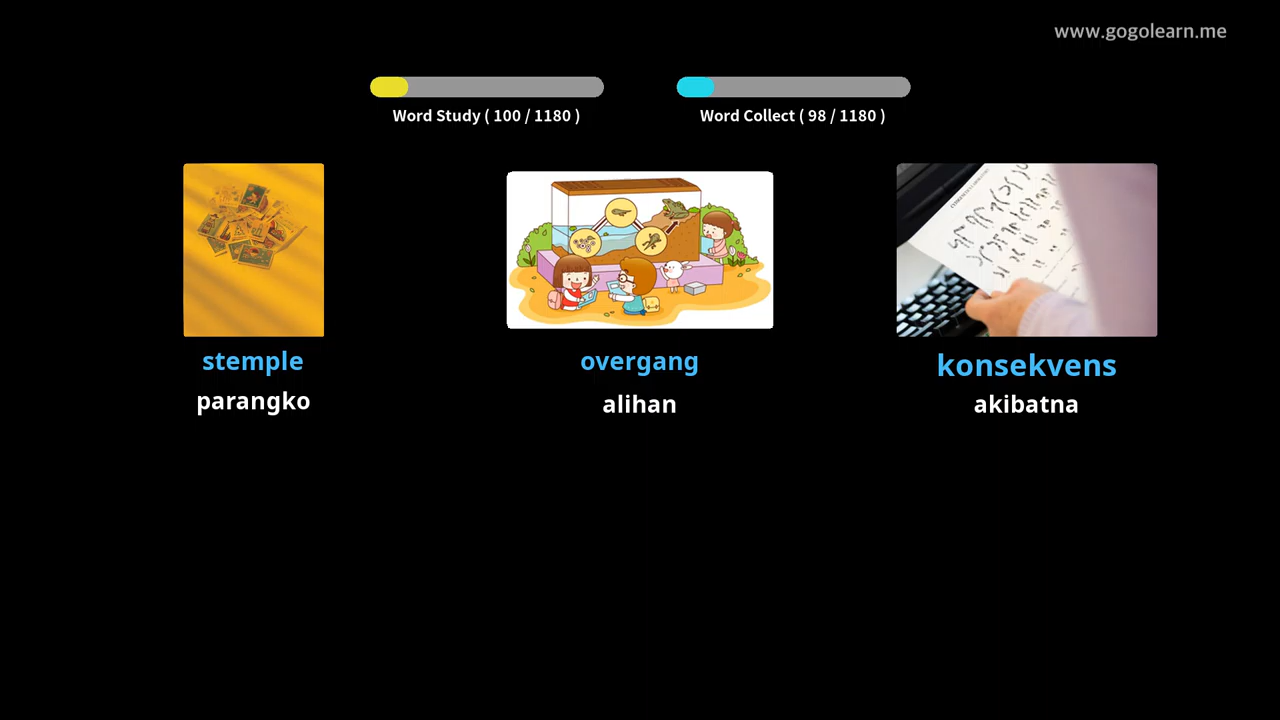 www.gogolearn.me
Word Study ( 100 / 1180 )
Word Collect ( 98 / 1180 )
stemple
overgang
konsekvens
parangko
alihan
akibatna